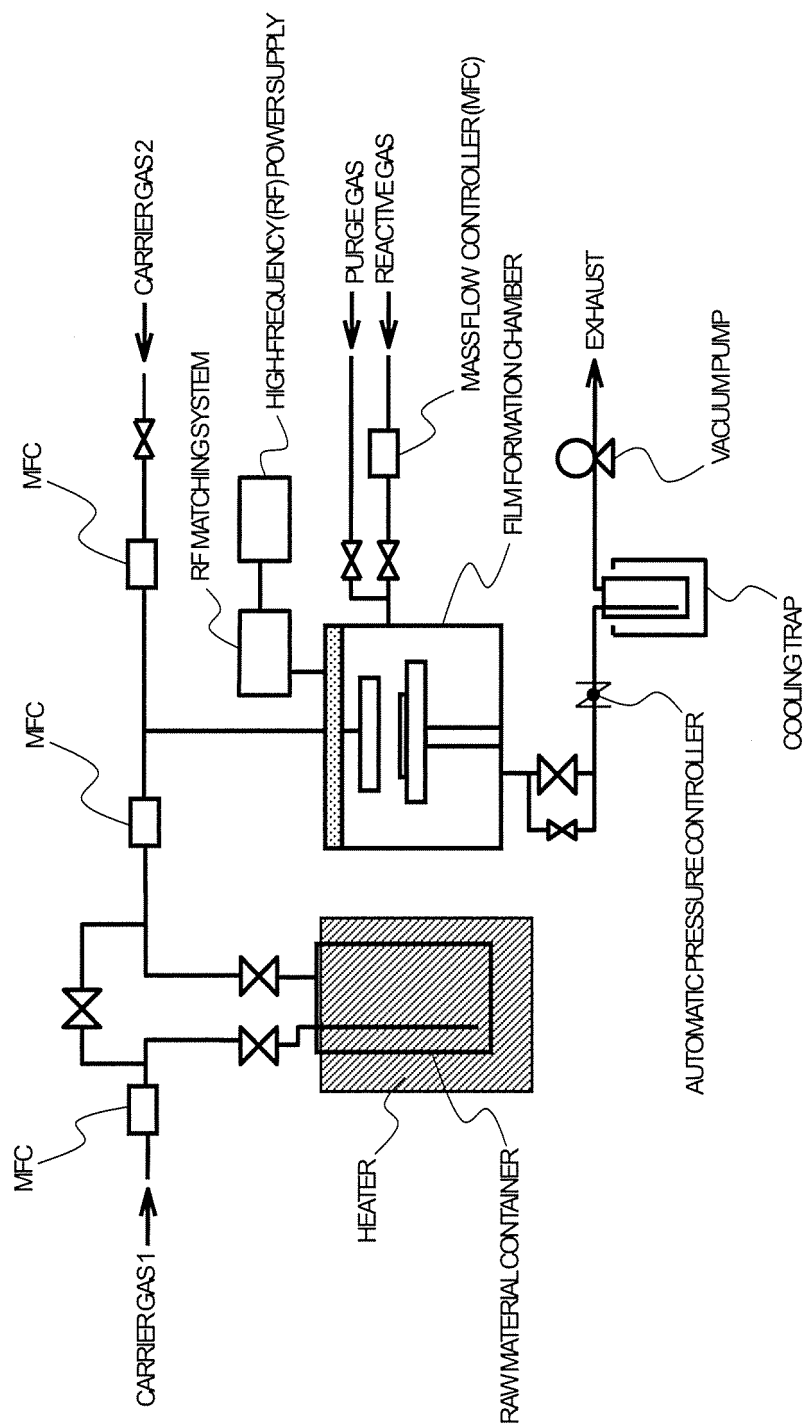 CARRIER GAS 1
MFC
MFC
MFC
CARRIER GAS 2
RF MATCHING SYSTEM
HIGH-FREQUENCY (RF) POWER SUPPLY
PURGE GAS
REACTIVE GAS
MASS FLOW CONTROLLER (MFC)
FILM FORMATION CHAMBER
HEATER
RAW MATERIAL CONTAINER
EXHAUST
VACUUM PUMP
AUTOMATIC PRESSURE CONTROLLER
COOLING TRAP